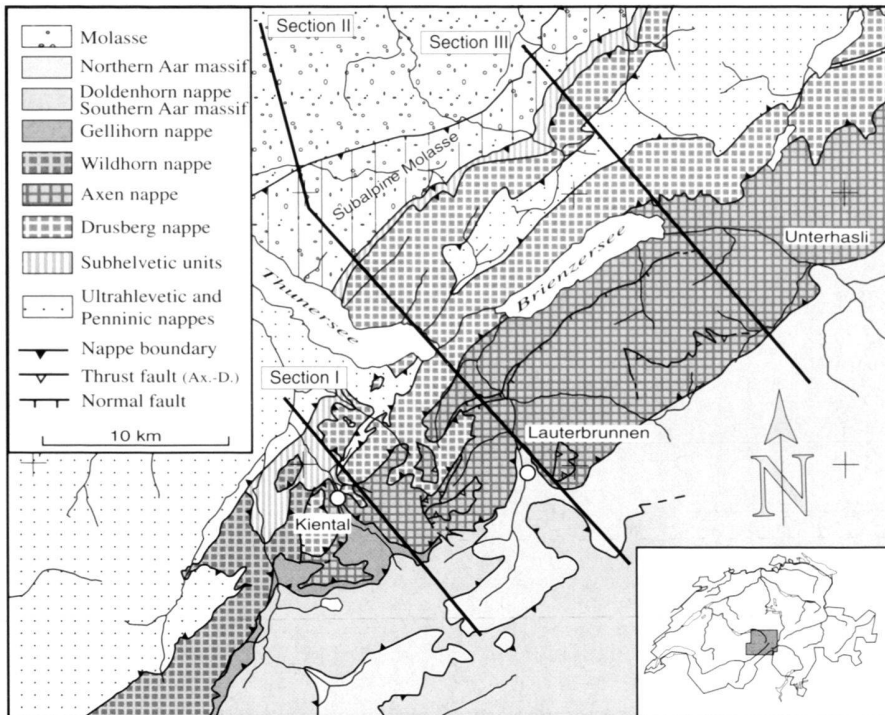 Molasse
Northern Aar massif
Doldenhorn nappe
Southern Aar massif
Gellihorn nappe
Wildhorn nappe
Axen nappe
Drusberg nappe
Subhelvetic units
Ultrahlevetic and
Penninic nappes
Nappe boundary
Thrust fault (Ax.-D.)
Normal fault
10 km
Section II
Section III
Subalpine Molasse
Unterhasli
Thunersee
Brienzersee
Section I
Lauterbrunnen
Kiental
N